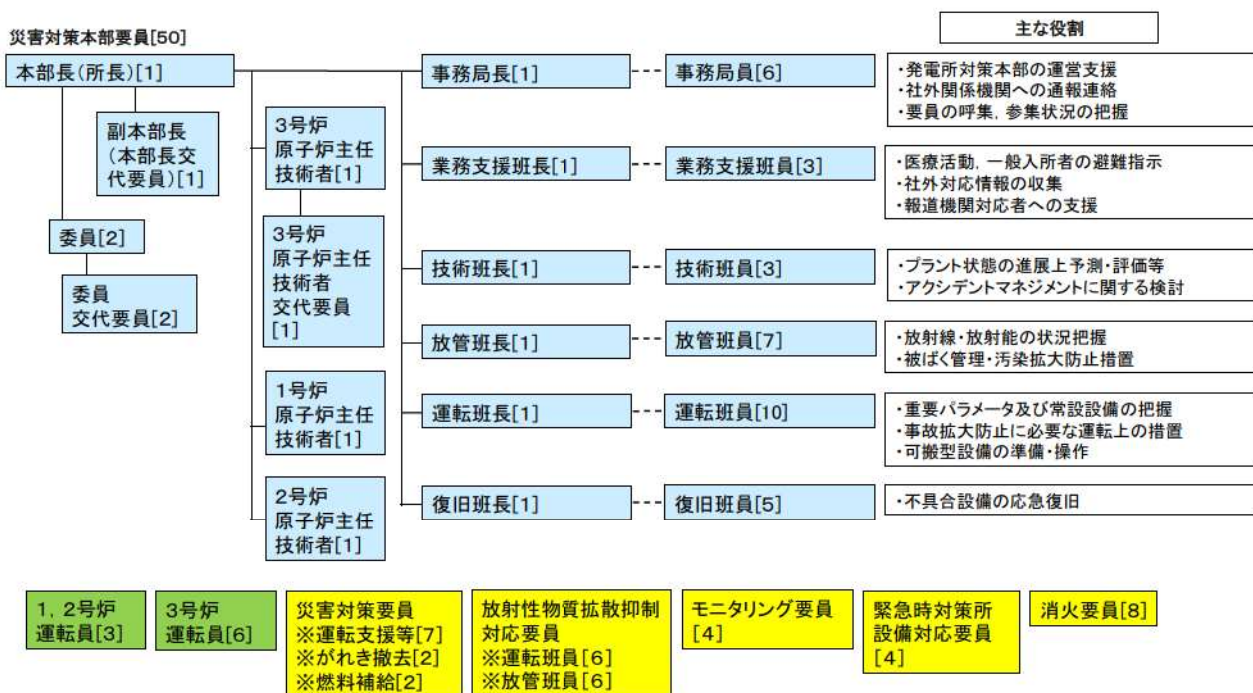 災害対策本部要員[50]
本部長(所長)[1]
副本部長
(本部長交
代要員)[1]
委員[2]
委員
交代要員[2]
3号炉
原子炉主任
技術者[1]
3号炉
原子炉主任
技術者
交代要員
[1]
1号炉
原子炉主任
技術者[1]
2号炉
原子炉主任
技術者[1]
主な役割
事務局長[1]
事務局員[6]
・発電所対策本部の運営支援
・社外関係機関への通報連絡
・要員の呼集，参集状況の把握
業務支援班長[1]
業務支援班員[3]
・医療活動，一般入所者の避難指示
・社外対応情報の収集
・報道機関対応者への支援
技術班長[1]
技術班員[3]
・プラント状態の進展上予測・評価等
・アクシデントマネジメントに関する検討
放管班長[1]
放管班員[7]
・放射線・放射能の状況把握
・被ばく管理・汚染拡大防止措置
運転班長[1]
運転班員[10]
・重要パラメータ及び常設設備の把握
・事故拡大防止に必要な運転上の措置
・可搬型設備の準備・操作
復旧班長[1]
復旧班員[5]
・不具合設備の応急復旧
1，2号炉
運転員[3]
3号炉
運転員[6]
災害対策要員
※運転支援等[7]
※がれき撤去[2]
※燃料補給[2]
放射性物質拡散抑制
対応要員
※運転班員[6]
※放管班員[6]
モニタリング要員
[4]
緊急時対策所
設備対応要員
[4]
消火要員[8]